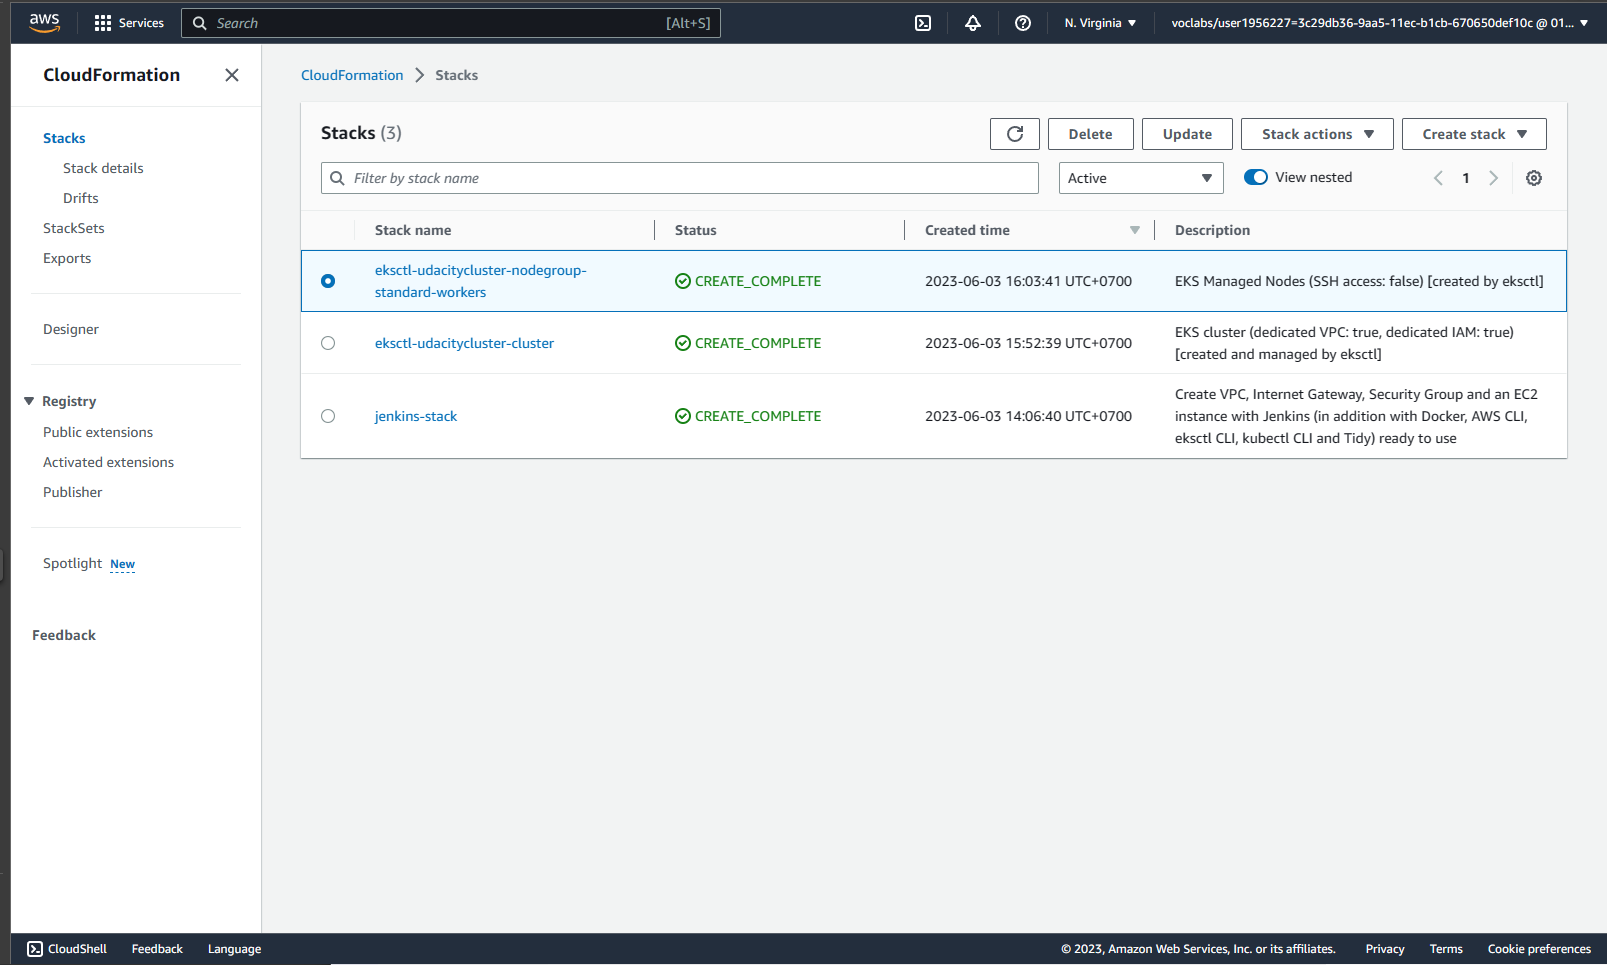 aws
Services
Search
[Alt+S]
N. Virginia
voclabs/user1956227=3c29db36-9aa5-11ec-b1cb-670650def10c @ 01...
CloudFormation
Stacks
Stack details
Drifts
StackSets
Exports
Designer
Registry
Public extensions
Activated extensions
Publisher
Spotlight New
Feedback
CloudFormation > Stacks
Stacks (3)
Delete
Update
Stack actions
Create stack
Filter by stack name
Active
View nested
1
Stack name
Status
Created time
Description
eksctl-udacitycluster-nodegroup-
standard-workers
CREATE_COMPLETE
2023-06-03 16:03:41 UTC+0700
EKS Managed Nodes (SSH access: false) [created by eksctl]
eksctl-udacitycluster-cluster
CREATE_COMPLETE
2023-06-03 15:52:39 UTC+0700
EKS cluster (dedicated VPC: true, dedicated IAM: true)
[created and managed by eksctl]
jenkins-stack
CREATE_COMPLETE
2023-06-03 14:06:40 UTC+0700
Create VPC, Internet Gateway, Security Group and an EC2
instance with Jenkins (in addition with Docker, AWS CLI,
eksctl CLI, kubectl CLI and Tidy) ready to use
CloudShell
Feedback
Language
© 2023, Amazon Web Services, Inc. or its affiliates.
Privacy
Terms
Cookie preferences